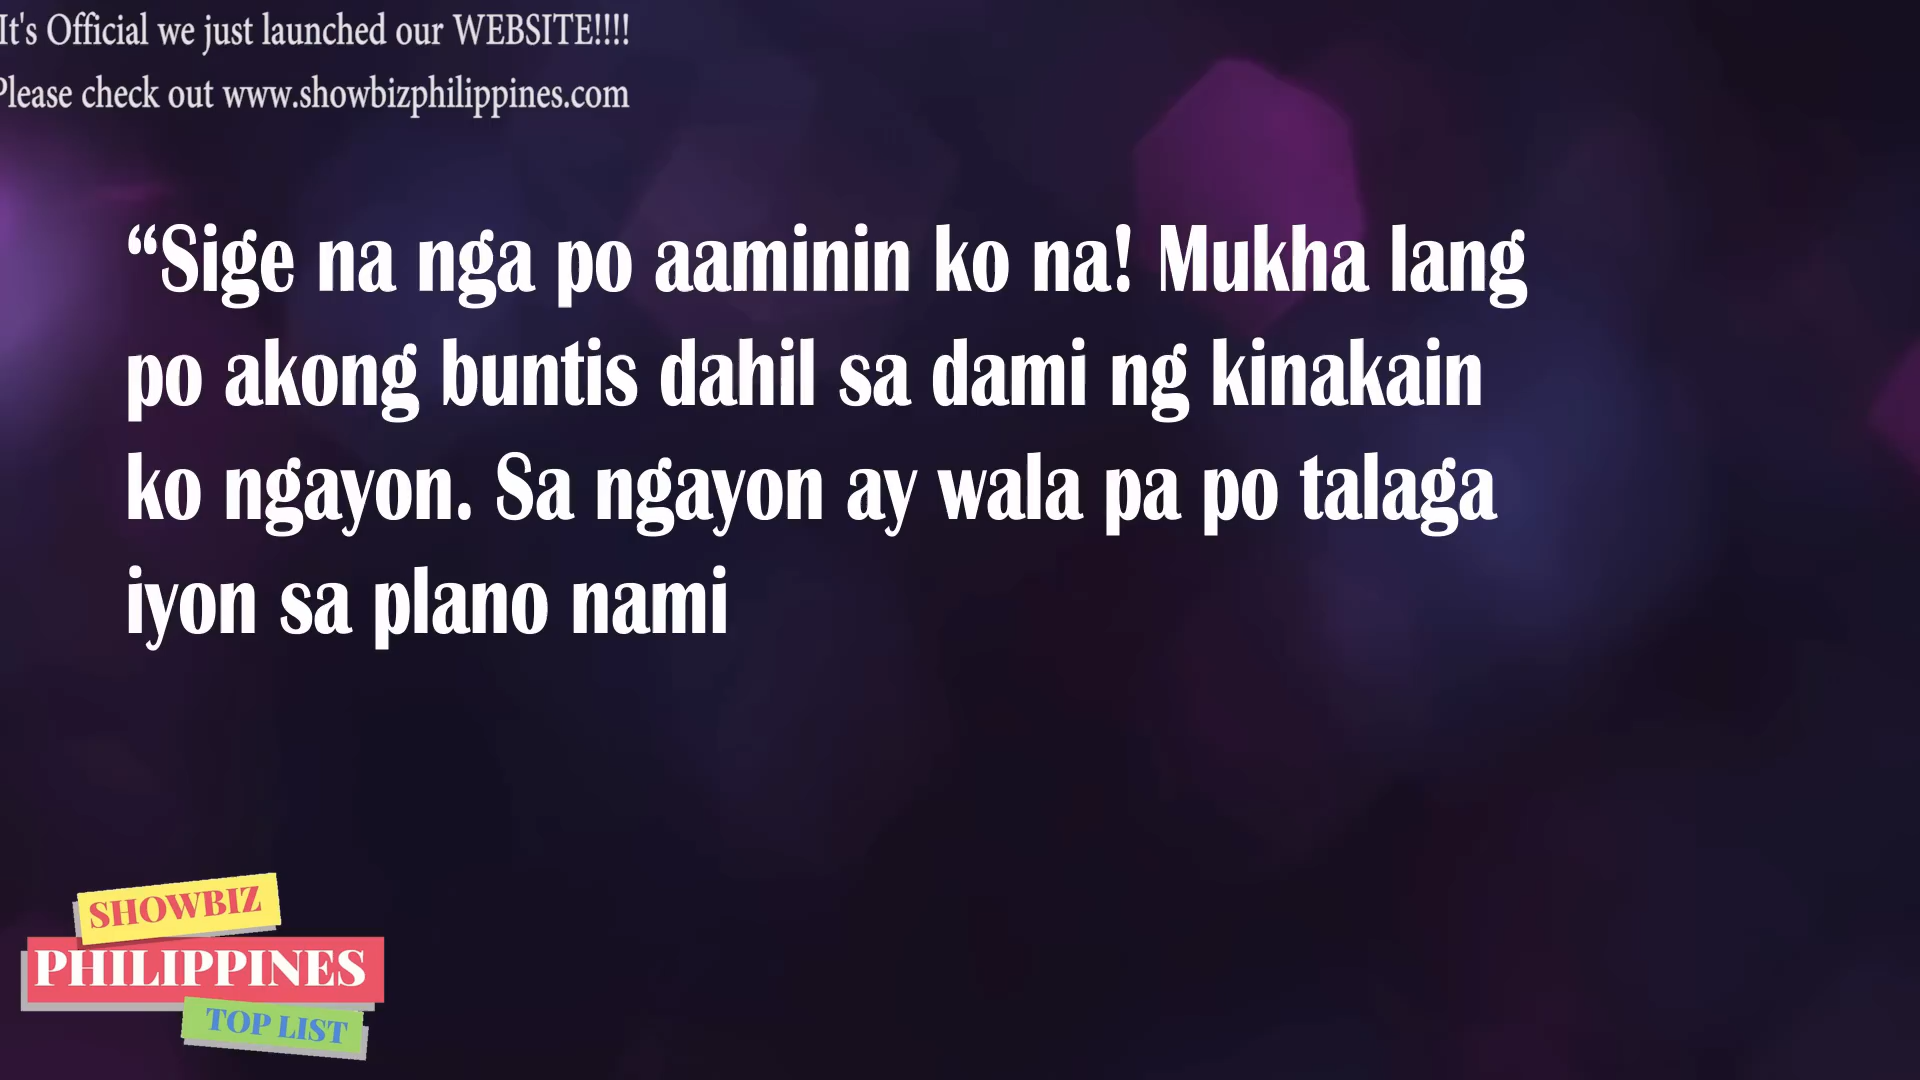 It's Official we just launched our WEBSITE!!!!
Please check out www.showbizphilippines.com
“Sige na nga po aaminin ko na! Mukha lang
po akong buntis dahil sa dami ng kinakain
ko ngayon. Sa ngayon ay wala pa po talaga
iyon sa plano nami
SHOWBIZ
PHILIPPINES
TOP LIST